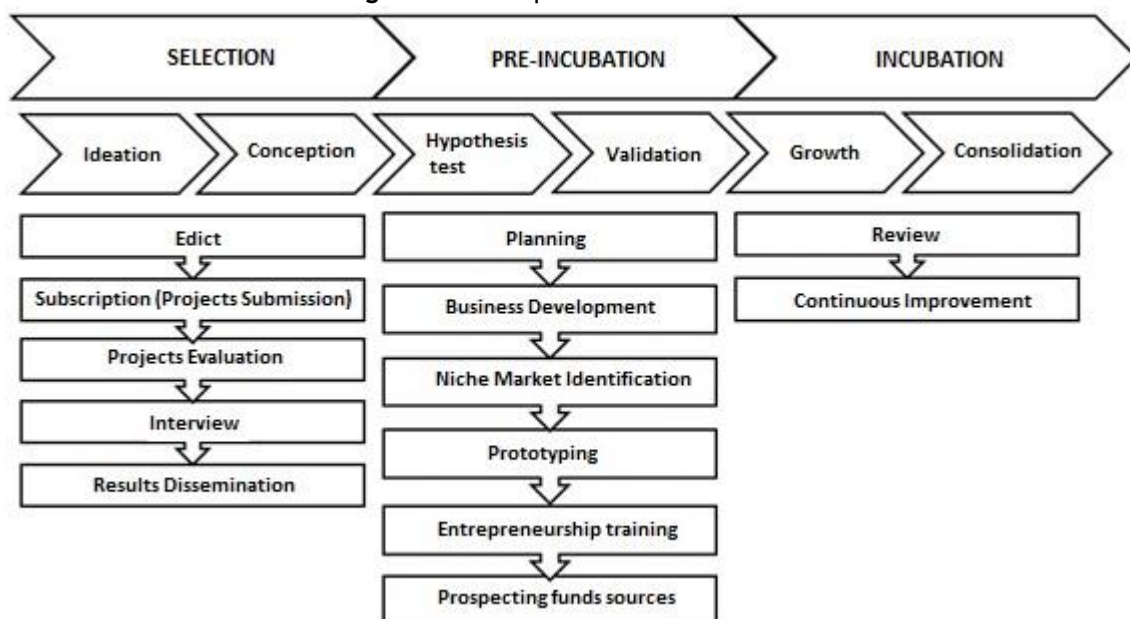 SELECTION
PRE-INCUBATION
INCUBATION
Ideation
Conception
Hypothesis
test
Validation
Growth
Consolidation
Edict
Subscription (Projects Submission)
Projects Evaluation
Interview
Results Dissemination
Planning
Business Development
Niche Market Identification
Prototyping
Entrepreneurship training
Prospecting funds sources
Review
Continuous Improvement